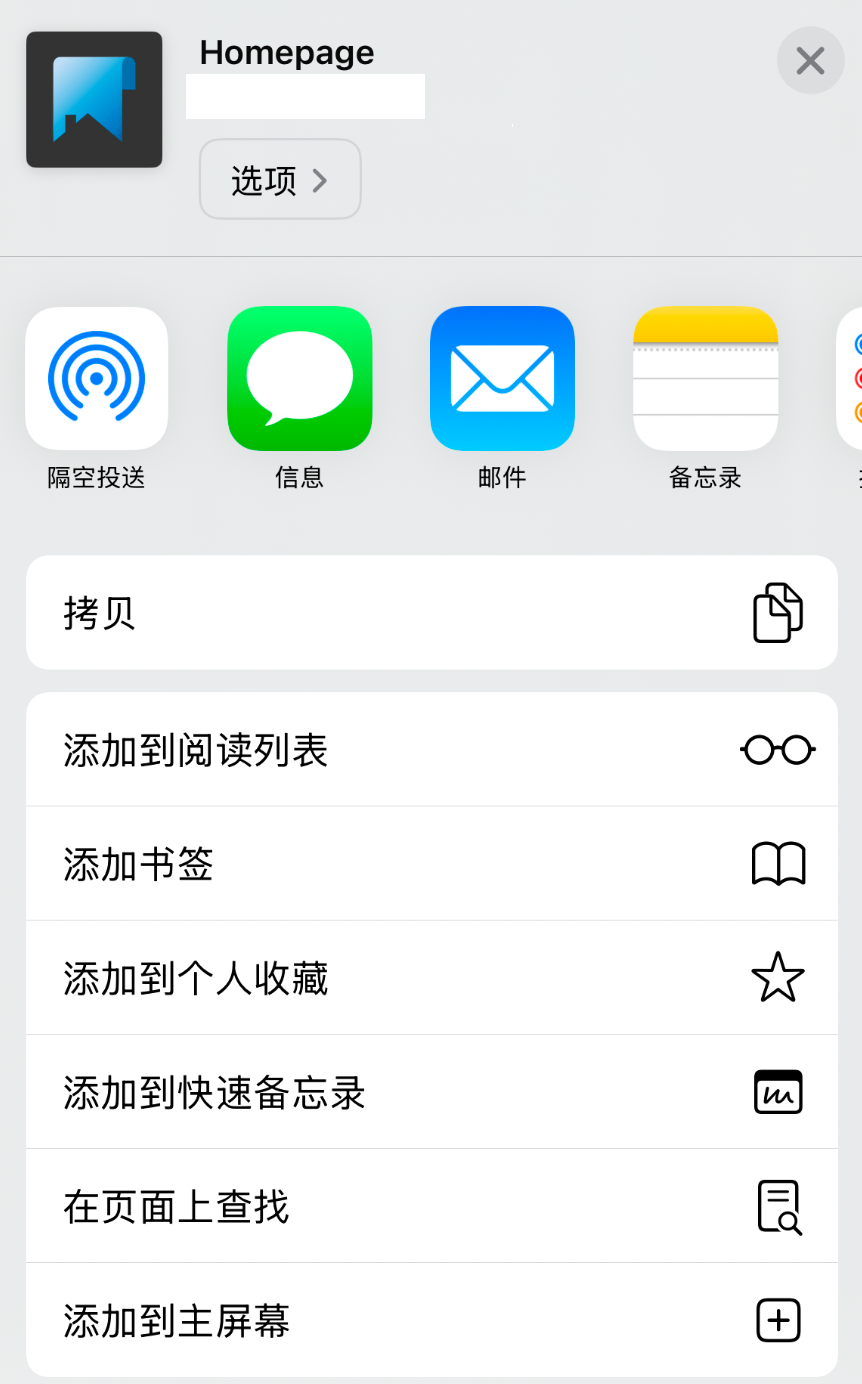 Homepage
选项
隔空投送
信息
邮件
备忘录
拷贝
添加到阅读列表
添加书签
添加到个人收藏
添加到快速备忘录
在页面上查找
添加到主屏幕